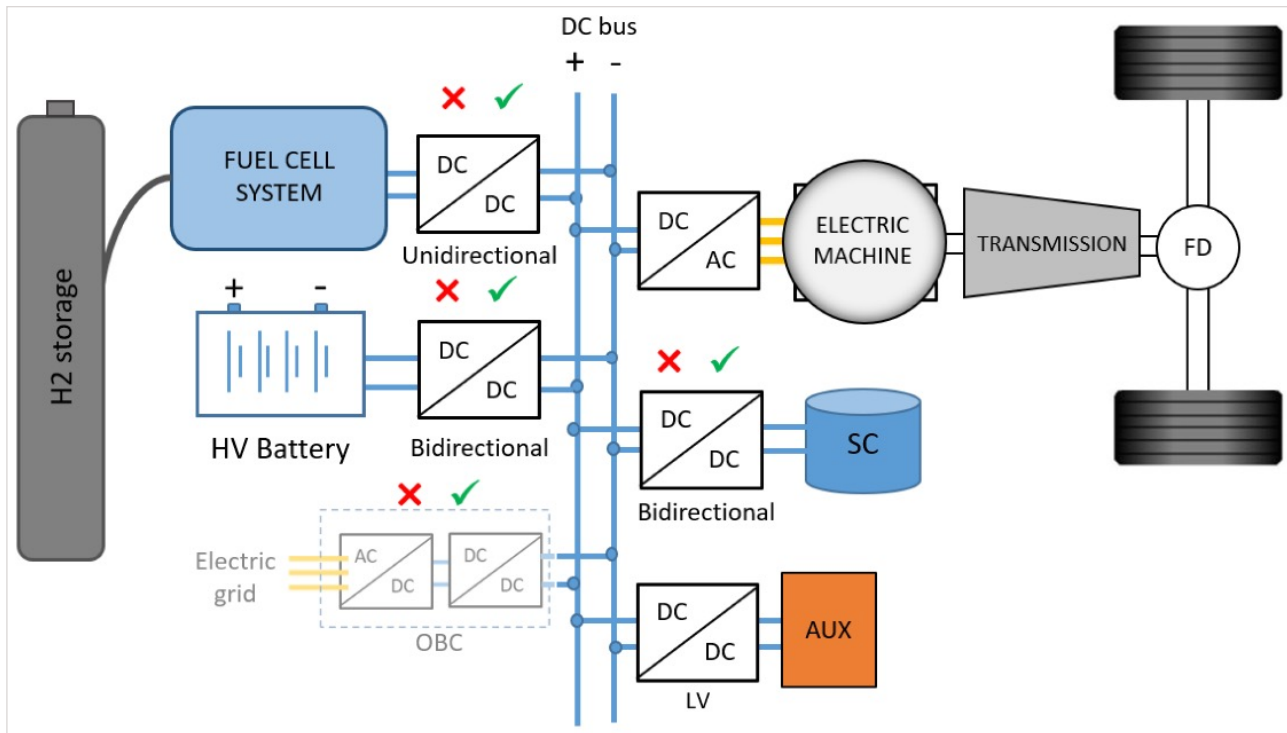 DC bus
+ -
H2 storage
FUEL CELL
SYSTEM
DC
DC
Unidirectional
+ -
HV Battery
DC
DC
Bidirectional
Electric
grid
AC
DC
DC
DC
OBC
DC
AC
ELECTRIC
MACHINE
TRANSMISSION
FD
DC
DC
Bidirectional
SC
DC
DC
LV
AUX